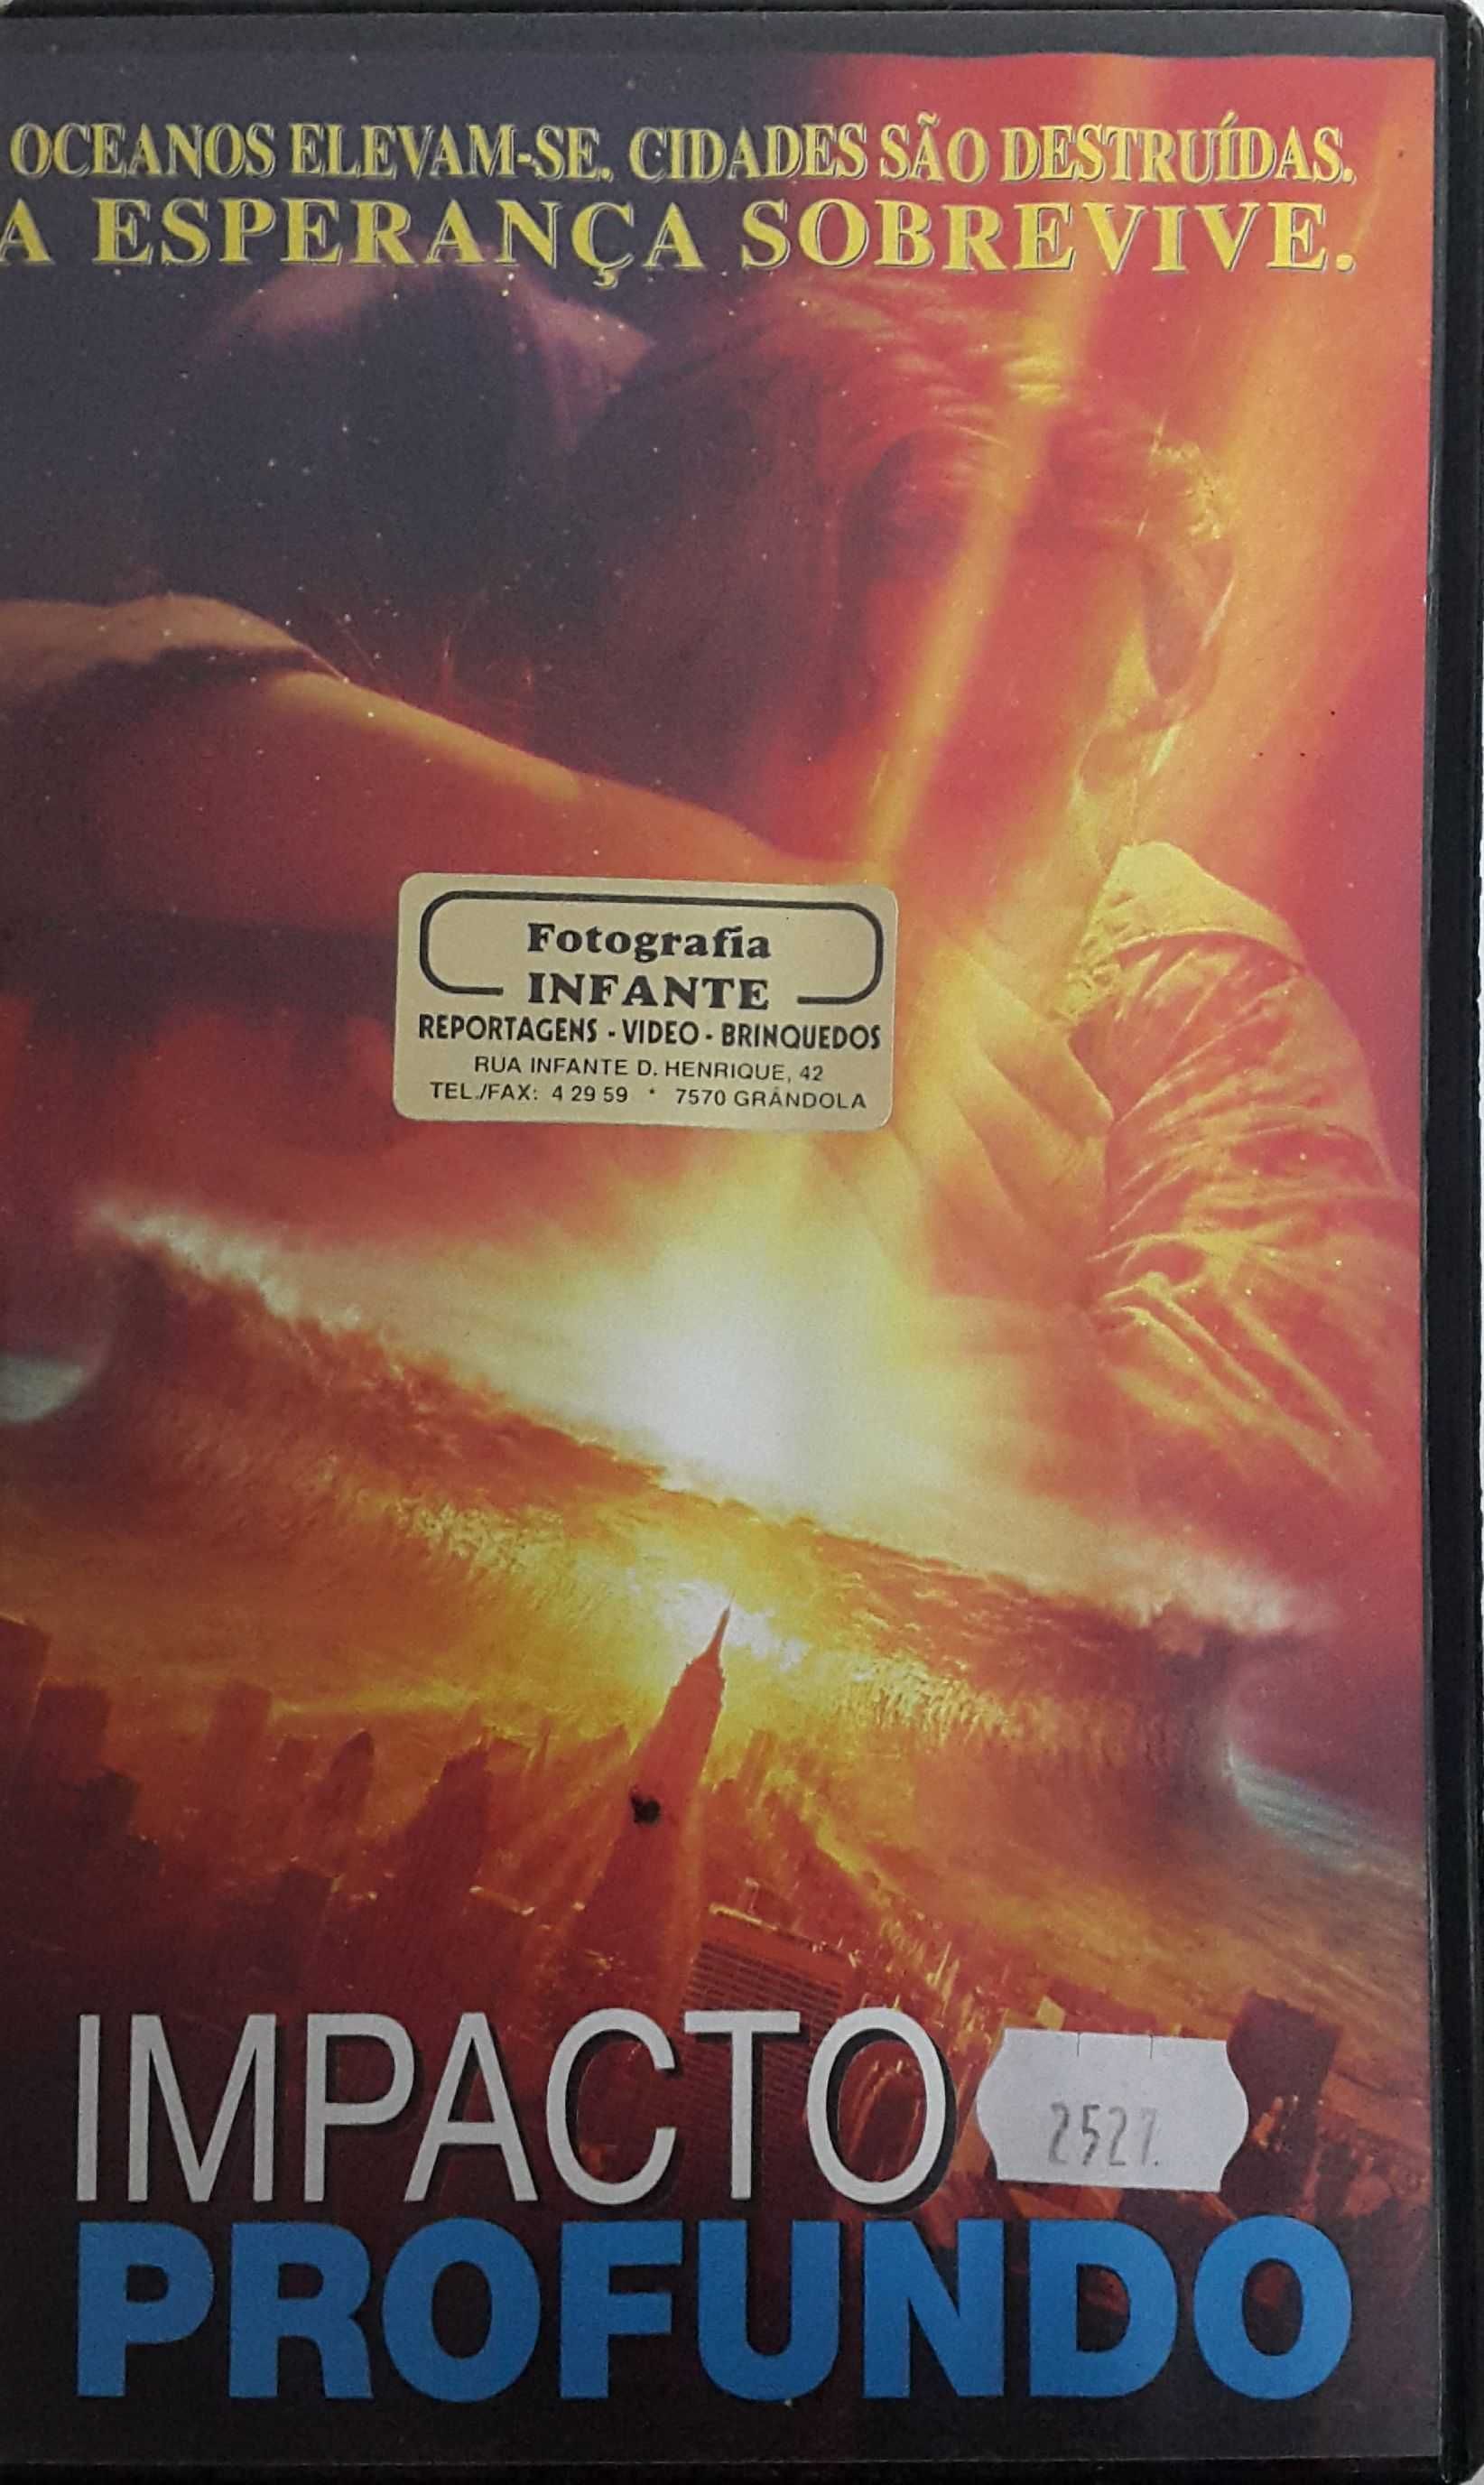 OCEANOS ELEVAM-SE. CIDADES SÃO DESTRUÍDAS.
A ESPERANÇA SOBREVIVE.
Fotografia
INFANTE
REPORTAGENS - VIDEO - BRINQUEDOS
RUA INFANTE D. HENRIQUE, 42
TEL./FAX: 4 29 59 * 7570 GRÂNDOLA
IMPACTO
2527.
PROFUNDO